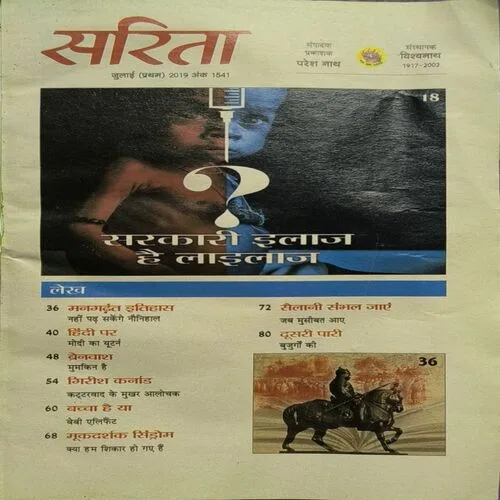 सरिता
जुलाई (प्रथम) 2019 अंक 1541
संपादक
प्रकाशक
परेश नाथ
संस्थापक
विश्वनाथ
1917-2002
18
?
सरकारी इलाज
है लाइलाज
लेख
36 मनगढ़ंत इतिहास
नहीं पढ़ सकेंगे नौनिहाल
40 हिंदी पर
मोदी का यूटर्न
48 ब्रेनवाश
मुमकिन है
54 गिरीश कर्नाड
कट्टरवाद के मुखर आलोचक
60 बच्चा है या
बेबी एलिफैंट
68 मूकदर्शक सिंड्रोम
क्या हम शिकार हो गए हैं
72 सैलानी संभल जाएं
जब मुसीबत आए
80 दूसरी पारी
बुजुर्गों की
36